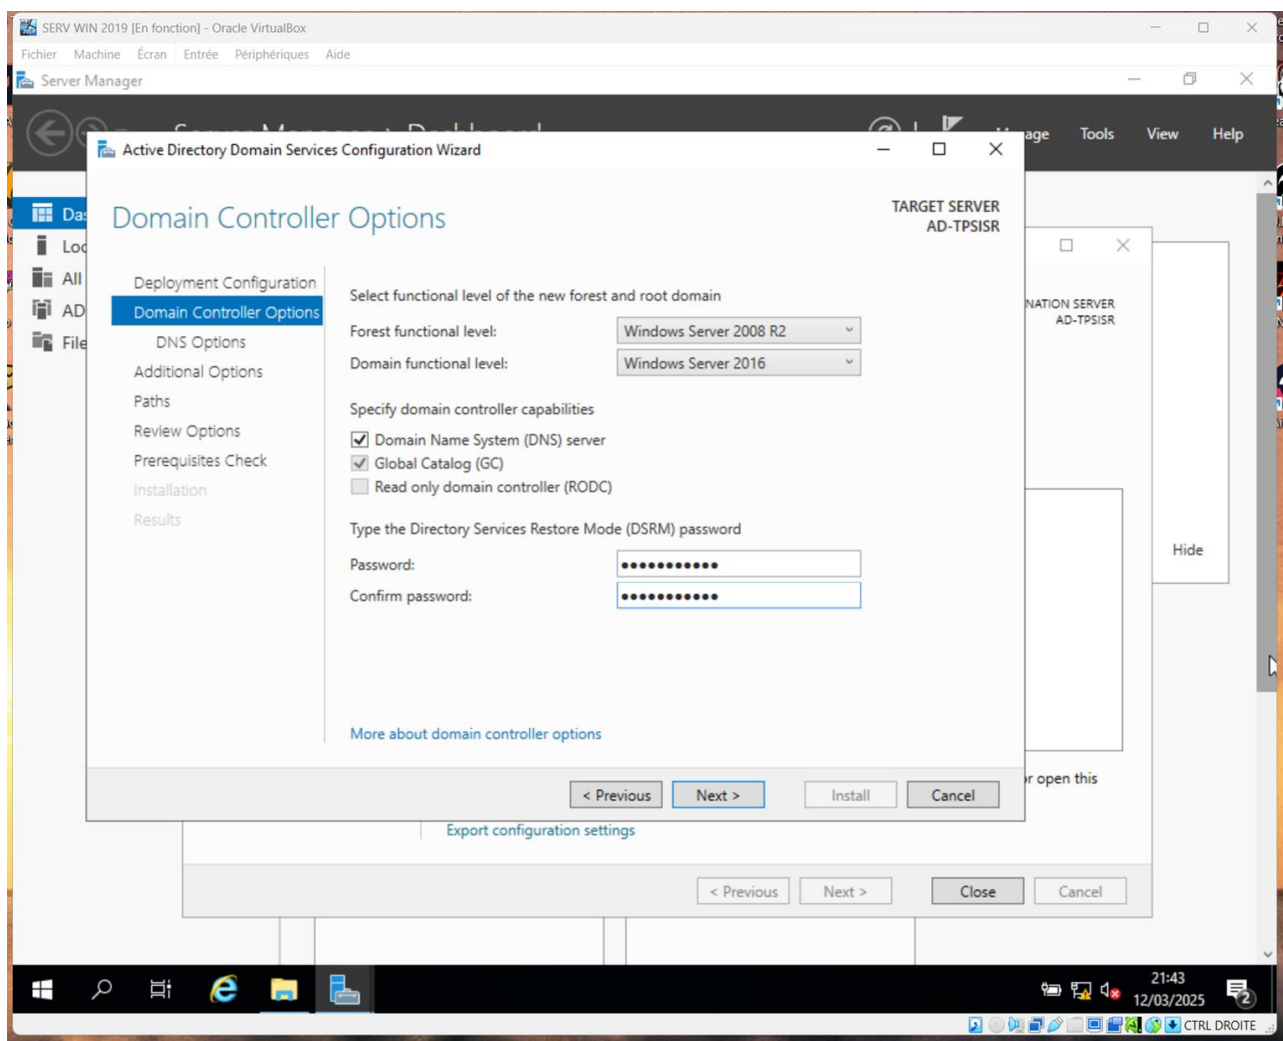 SERV WIN 2019 [En fonction] - Oracle VirtualBox
Fichier Machine Écran Entrée Périphériques Aide
Server Manager
Tools View Help
Active Directory Domain Services Configuration Wizard
Domain Controller Options
TARGET SERVER
AD-TPSISR
Deployment Configuration
Domain Controller Options
DNS Options
Additional Options
Paths
Review Options
Prerequisites Check
Installation
Results
Select functional level of the new forest and root domain
Forest functional level: Windows Server 2008 R2
Domain functional level: Windows Server 2016
Specify domain controller capabilities
Domain Name System (DNS) server
Global Catalog (GC)
Read only domain controller (RODC)
Type the Directory Services Restore Mode (DSRM) password
Password: •••••••••••
Confirm password: •••••••••••
More about domain controller options
< Previous Next > Install Cancel
All
AD
File
SERVER
AD-TPSISR
Hide
open this
Export configuration settings
< Previous Next > Close Cancel
21:43
12/03/2025
2
CTRL DROITE